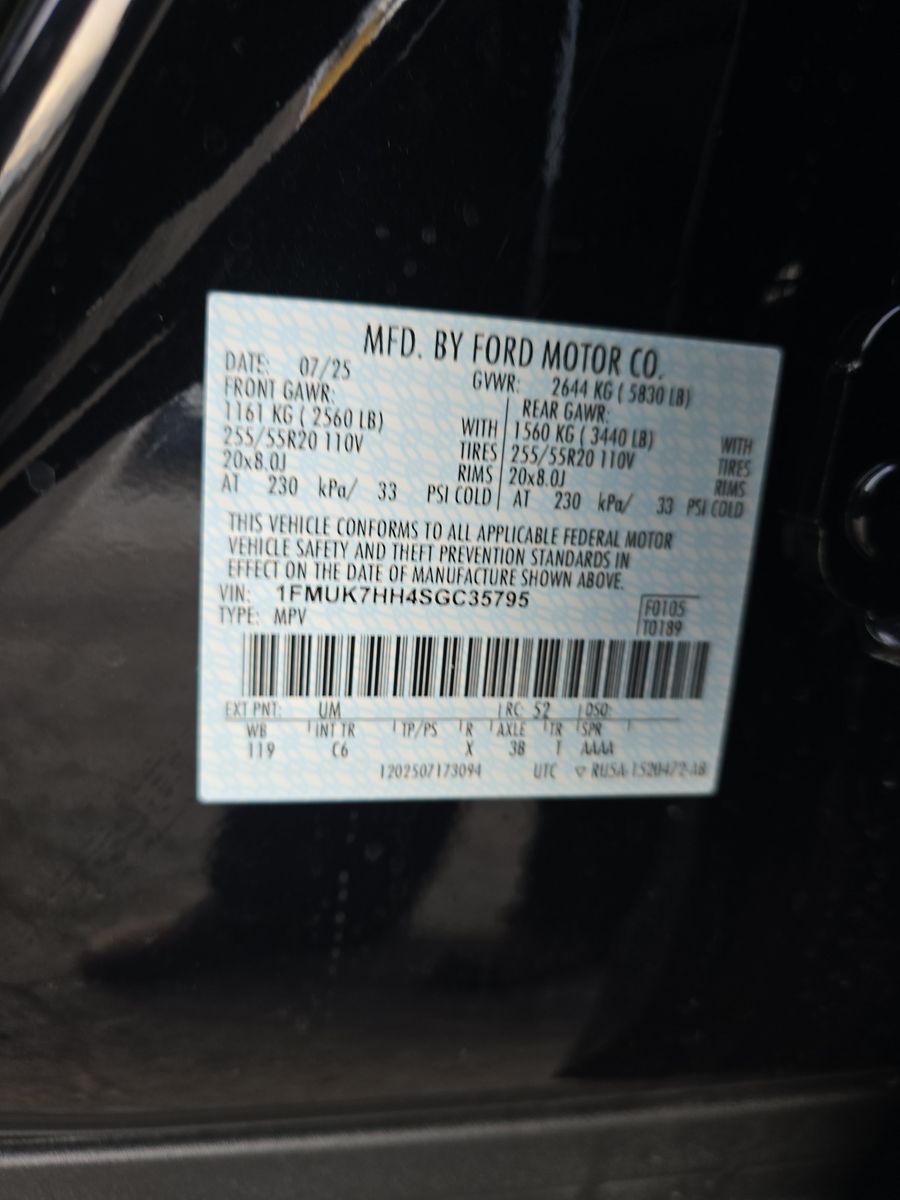 MFD. BY FORD MOTOR CO.
DATE: 07/25 GVWR: 2644 KG ( 5830 LB)
FRONT GAWR: REAR GAWR:
1161 KG ( 2560 LB) WITH 1560 KG ( 3440 LB) WITH
255/55R20 110V TIRES 255/55R20 110V TIRES
20x8.0J RIMS 20x8.0J RIMS
AT 230 kPa/ 33 PSI COLD AT 230 kPa/ 33 PSI COLD
THIS VEHICLE CONFORMS TO ALL APPLICABLE FEDERAL MOTOR
VEHICLE SAFETY AND THEFT PREVENTION STANDARDS IN
EFFECT ON THE DATE OF MANUFACTURE SHOWN ABOVE.
VIN: 1FMUK7HH4SGC35795
TYPE: MPV
F0105
T0189
EXT PNT: UM RC: 52 DSO:
WB INT TR TP/PS R AXLE TR SPR
119 C6 X 38 T AAAA
1202507173094 UTC ▽ RUSA-1520472-AB